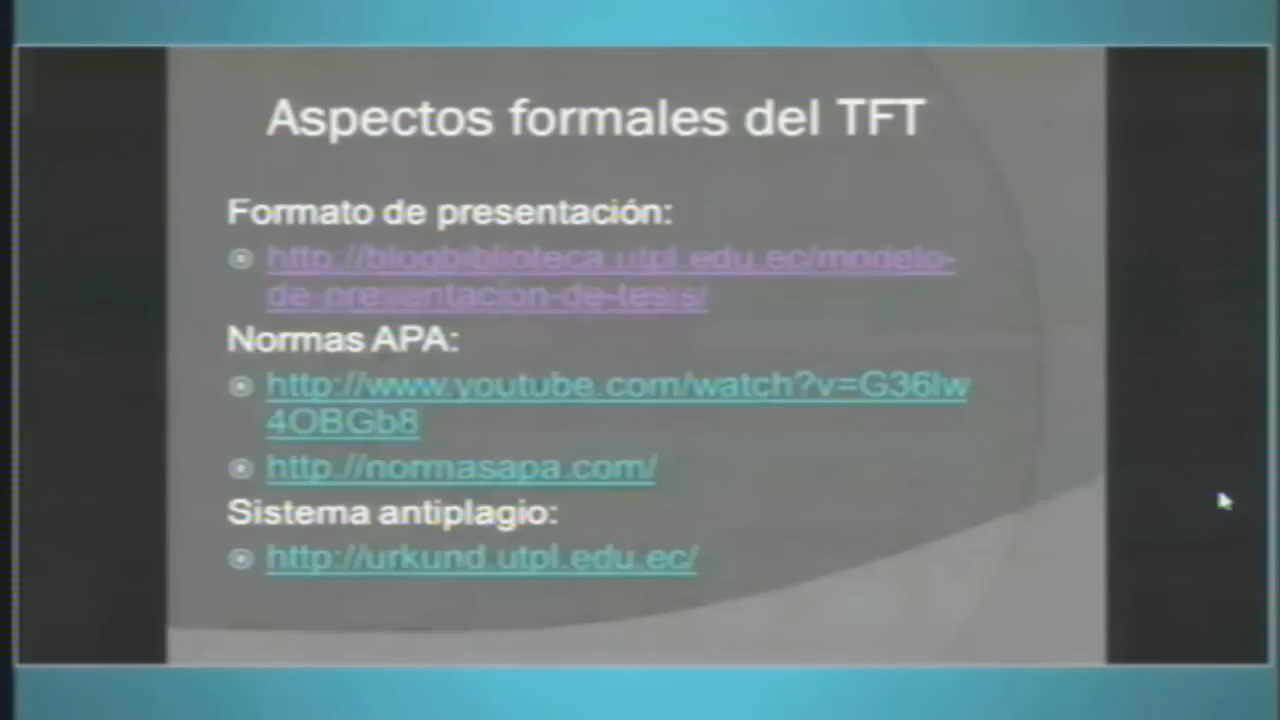 Aspectos formales del TFT
Formato de presentación:
http://blogbiblioteca.utpl.edu.ec/modelo-
de-presentacion-de-tesis/
Normas APA:
http://www.youtube.com/watch?v=G36lw
4OBGb8
http://normasapa.com/
Sistema antiplagio:
http://urkund.utpl.edu.ec/